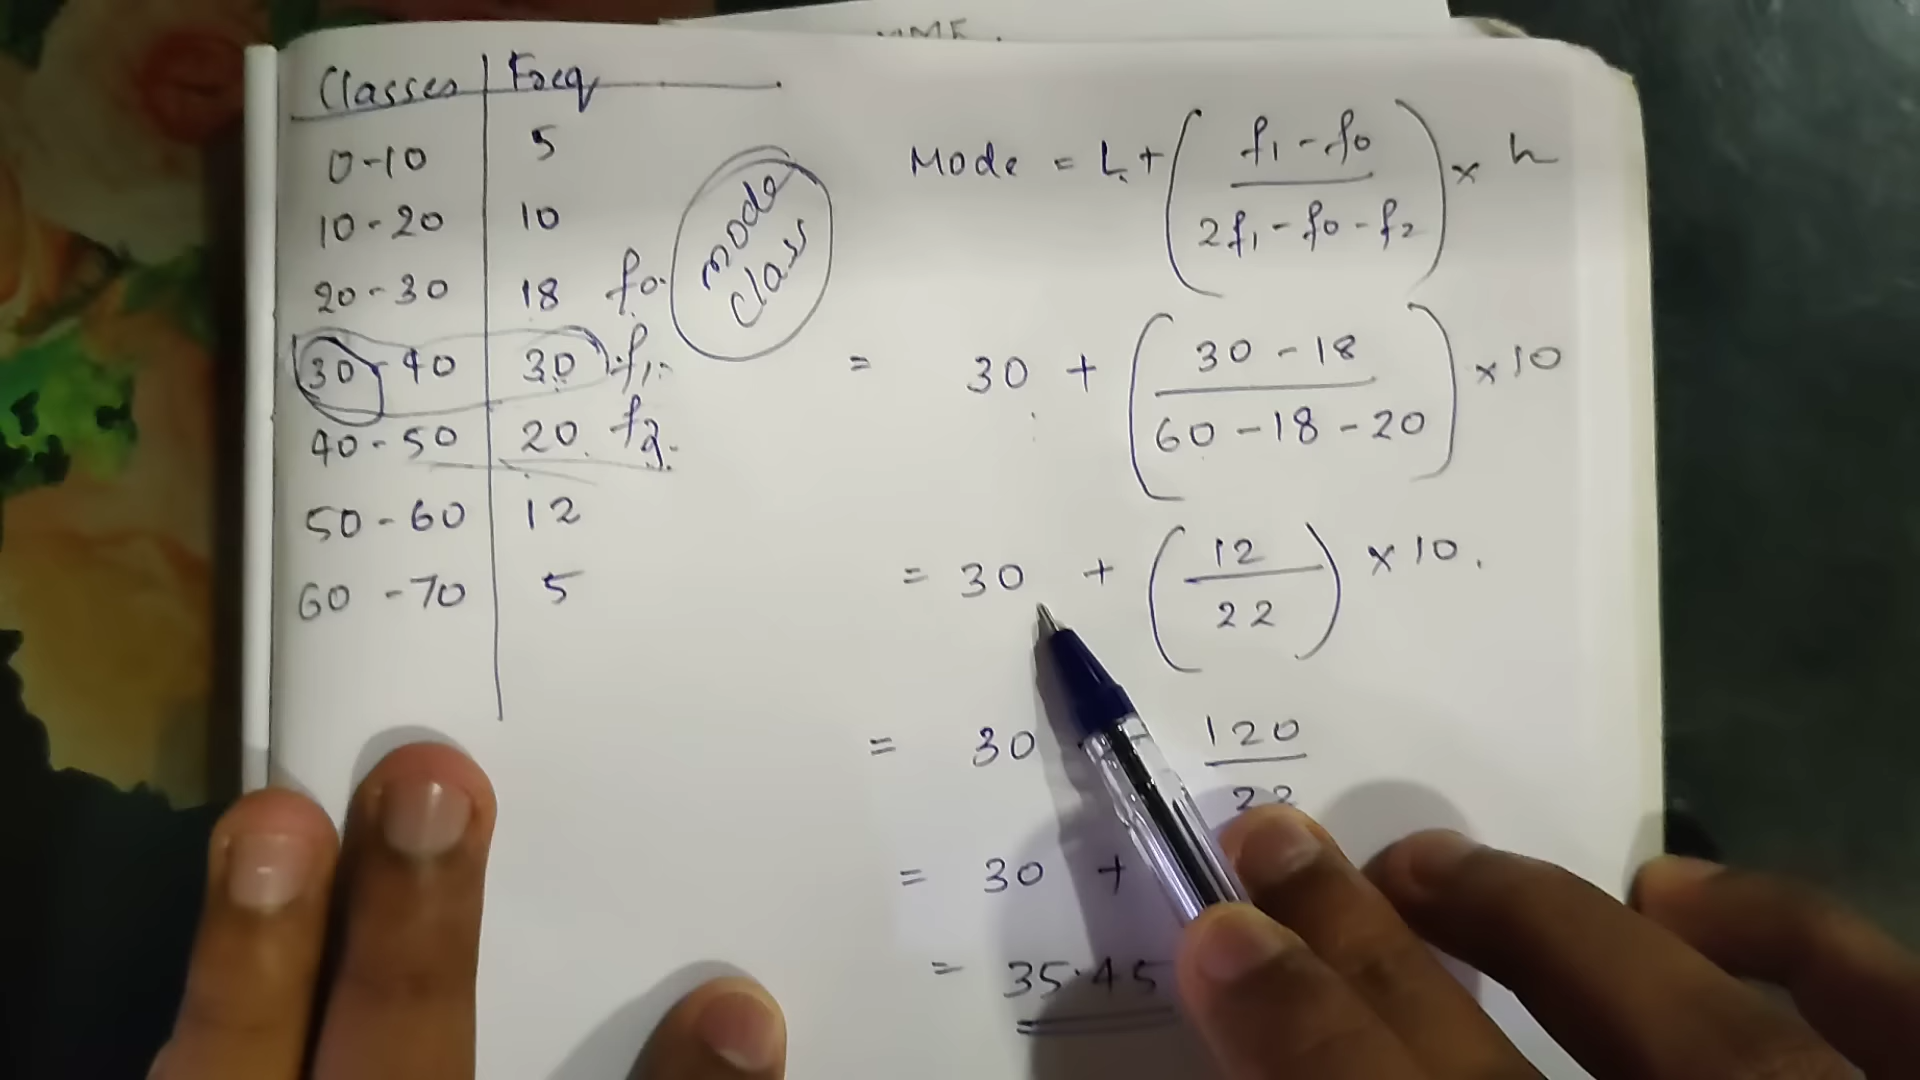 Classes | Freq
0-10 5
10-20 10
20-30 18 f0
30-40 30 f1
40-50 20 f2
50-60 12
60-70 5
mode
class
Mode = L + ( f1 - f0 / 2f1 - f0 - f2 ) × h
= 30 + ( 30 - 18 / 60 - 18 - 20 ) × 10
= 30 + ( 12 / 22 ) × 10.
= 30 120 / 22
= 30 +
= 35.45